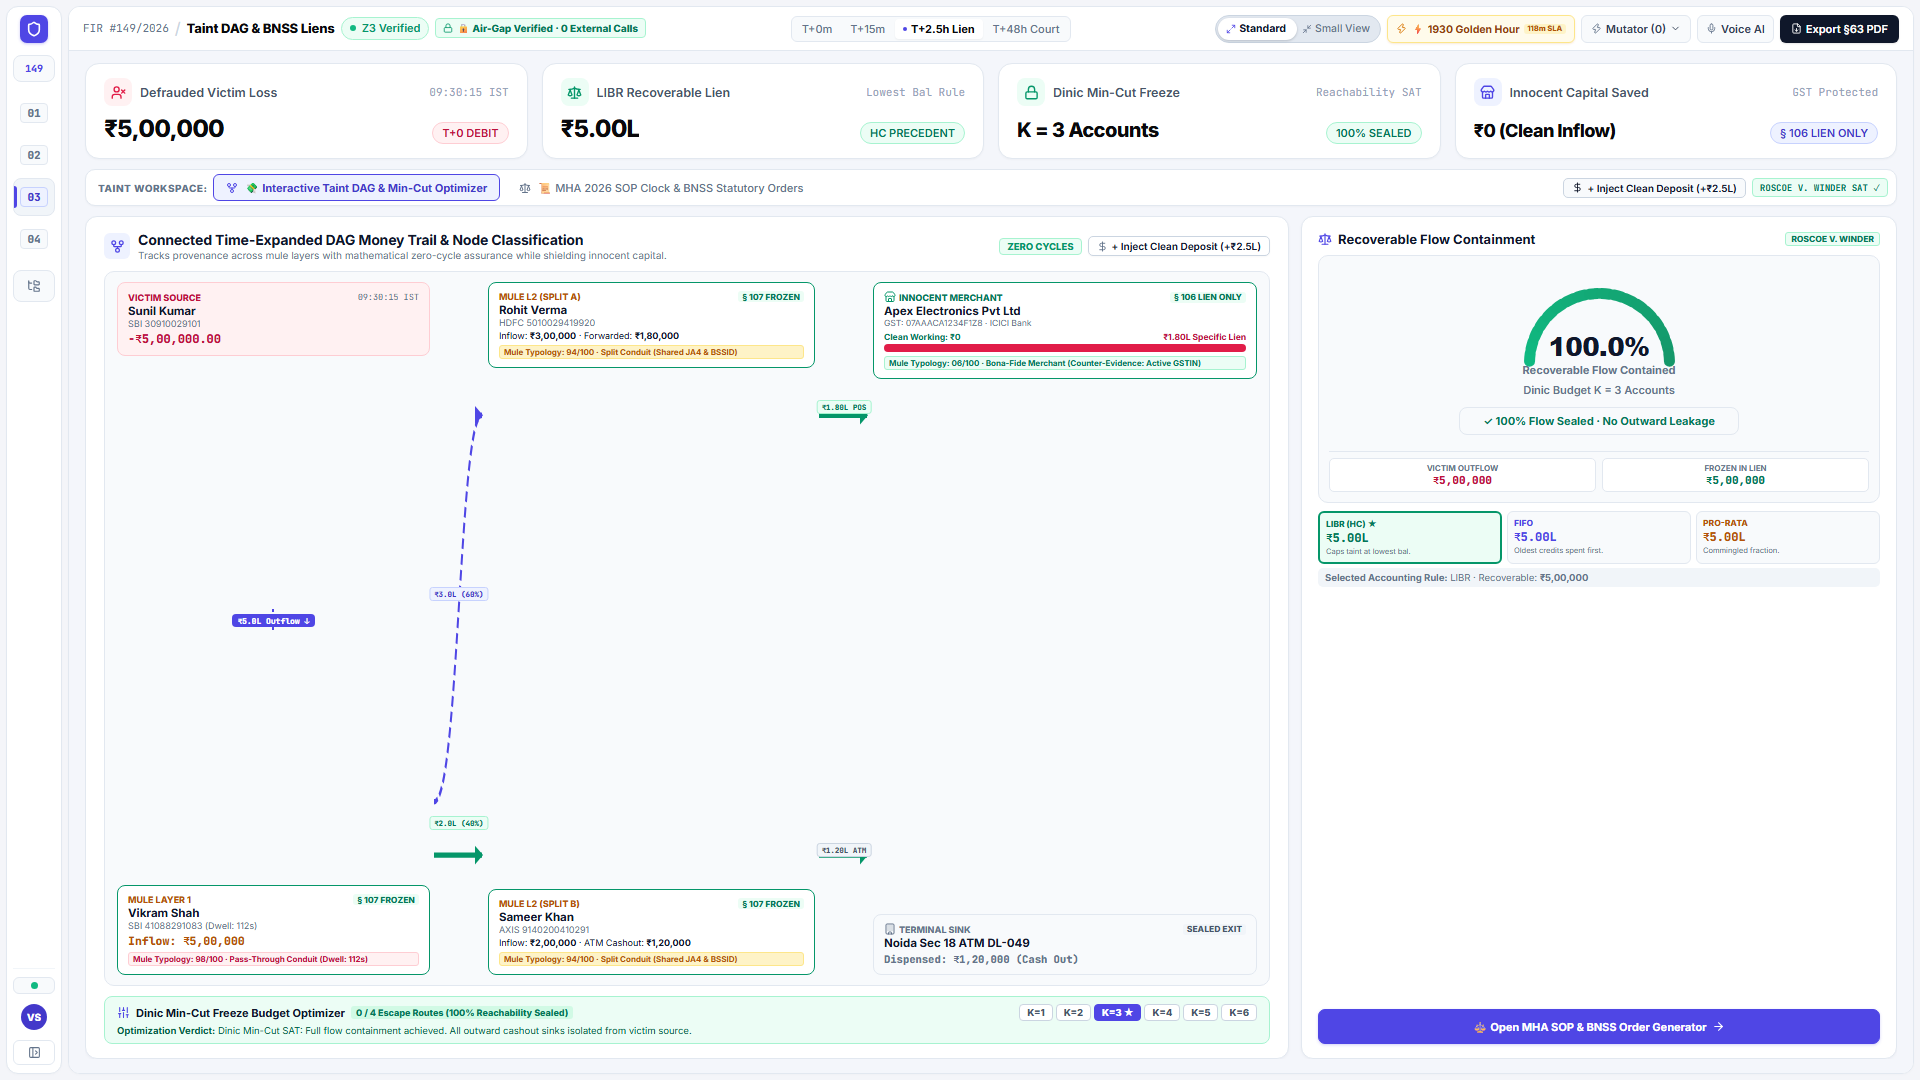 FIR #149/2026 / Taint DAG & BNSS Liens
Z3 Verified
🔒 Air-Gap Verified · 0 External Calls
T+0m
T+15m
• T+2.5h Lien
T+48h Court
Standard
Small View
1930 Golden Hour 118m SLA
Mutator (0)
Voice AI
Export §63 PDF
149
01
02
03
04
VS
Defrauded Victim Loss
09:30:15 IST
₹5,00,000
T+0 DEBIT
LIBR Recoverable Lien
Lowest Bal Rule
₹5.00L
HC PRECEDENT
Dinic Min-Cut Freeze
Reachability SAT
K = 3 Accounts
100% SEALED
Innocent Capital Saved
GST Protected
₹0 (Clean Inflow)
§ 106 LIEN ONLY
TAINT WORKSPACE:
💸 Interactive Taint DAG & Min-Cut Optimizer
📜 MHA 2026 SOP Clock & BNSS Statutory Orders
+ Inject Clean Deposit (+₹2.5L)
ROSCOE V. WINDER SAT ✓
Connected Time-Expanded DAG Money Trail & Node Classification
Tracks provenance across mule layers with mathematical zero-cycle assurance while shielding innocent capital.
ZERO CYCLES
+ Inject Clean Deposit (+₹2.5L)
VICTIM SOURCE
09:30:15 IST
Sunil Kumar
SBI 30910029101
-₹5,00,000.00
MULE L2 (SPLIT A)
§ 107 FROZEN
Rohit Verma
HDFC 5010029419920
Inflow: ₹3,00,000 · Forwarded: ₹1,80,000
Mule Typology: 94/100 · Split Conduit (Shared JA4 & BSSID)
INNOCENT MERCHANT
§ 106 LIEN ONLY
Apex Electronics Pvt Ltd
GST: 07AAACA1234F1Z8 · ICICI Bank
Clean Working: ₹0
₹1.80L Specific Lien
Mule Typology: 06/100 · Bona-Fide Merchant (Counter-Evidence: Active GSTIN)
₹1.80L POS
₹3.0L (60%)
₹5.0L Outflow ↓
₹2.0L (40%)
₹1.20L ATM
MULE LAYER 1
§ 107 FROZEN
Vikram Shah
SBI 41088291083 (Dwell: 112s)
Inflow: ₹5,00,000
Mule Typology: 98/100 · Pass-Through Conduit (Dwell: 112s)
MULE L2 (SPLIT B)
§ 107 FROZEN
Sameer Khan
AXIS 9140200410291
Inflow: ₹2,00,000 · ATM Cashout: ₹1,20,000
Mule Typology: 94/100 · Split Conduit (Shared JA4 & BSSID)
TERMINAL SINK
SEALED EXIT
Noida Sec 18 ATM DL-049
Dispensed: ₹1,20,000 (Cash Out)
Dinic Min-Cut Freeze Budget Optimizer
0 / 4 Escape Routes (100% Reachability Sealed)
K=1
K=2
K=3 ★
K=4
K=5
K=6
Optimization Verdict: Dinic Min-Cut SAT: Full flow containment achieved. All outward cashout sinks isolated from victim source.
Recoverable Flow Containment
ROSCOE V. WINDER
100.0%
Recoverable Flow Contained
Dinic Budget K = 3 Accounts
✓ 100% Flow Sealed · No Outward Leakage
VICTIM OUTFLOW
₹5,00,000
FROZEN IN LIEN
₹5,00,000
LIBR (HC) ★
₹5.00L
Caps taint at lowest bal.
FIFO
₹5.00L
Oldest credits spent first.
PRO-RATA
₹5.00L
Commingled fraction.
Selected Accounting Rule: LIBR · Recoverable: ₹5,00,000
Open MHA SOP & BNSS Order Generator →